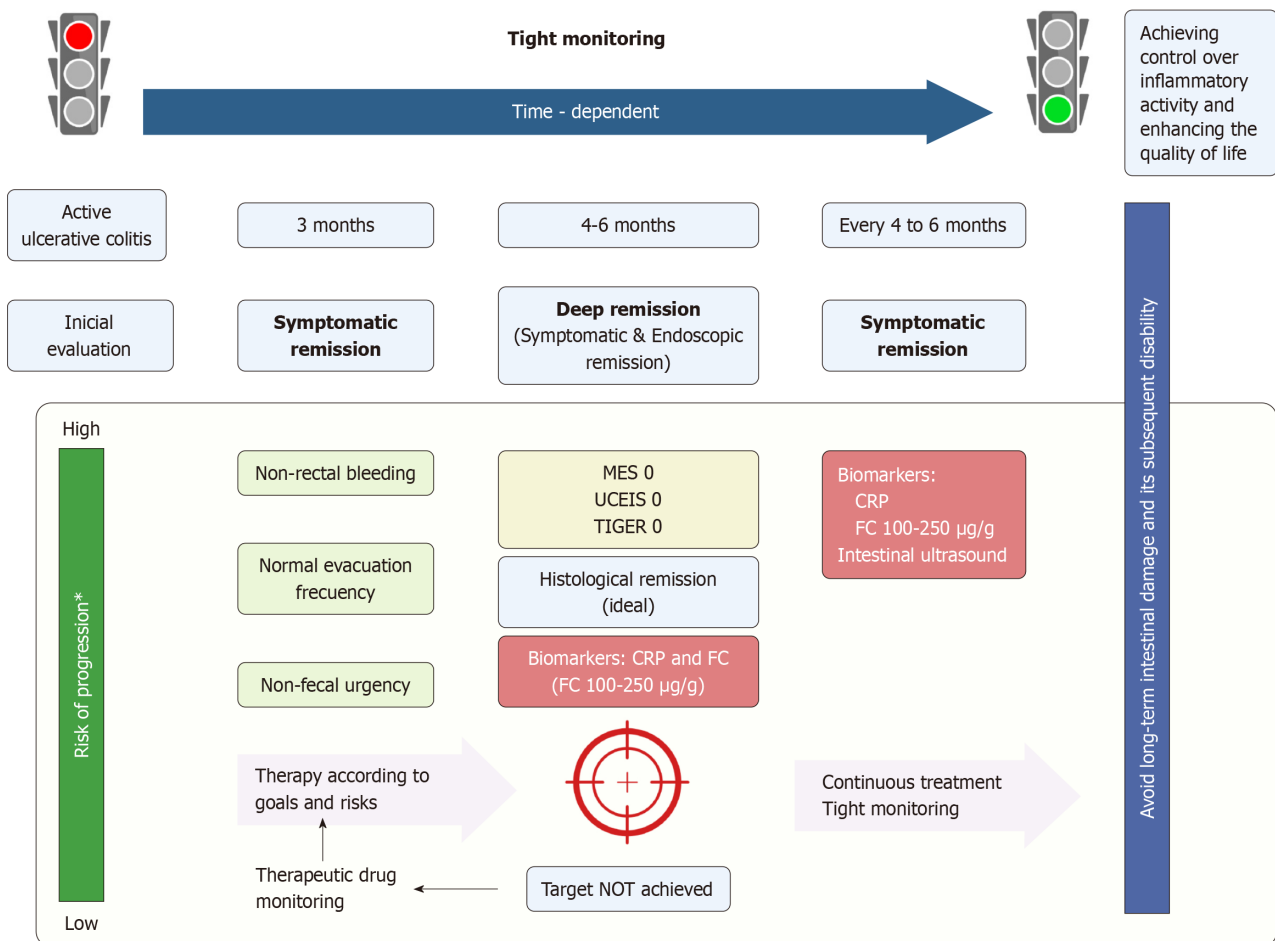 Tight monitoring
Time - dependent
Achieving
control over
inflammatory
activity and
enhancing the
quality of life
Active
ulcerative colitis
3 months
4-6 months
Every 4 to 6 months
Inicial
evaluation
Symptomatic
remission
Deep remission
(Symptomatic & Endoscopic
remission)
Symptomatic
remission
High
Risk of progression*
Low
Non-rectal bleeding
Normal evacuation
frecuency
Non-fecal urgency
MES 0
UCEIS 0
TIGER 0
Histological remission
(ideal)
Biomarkers: CRP and FC
(FC 100-250 µg/g)
Biomarkers:
CRP
FC 100-250 µg/g
Intestinal ultrasound
Therapy according to
goals and risks
Continuous treatment
Tight monitoring
Therapeutic drug
monitoring
Target NOT achieved
Avoid long-term intestinal damage and its subsequent disability